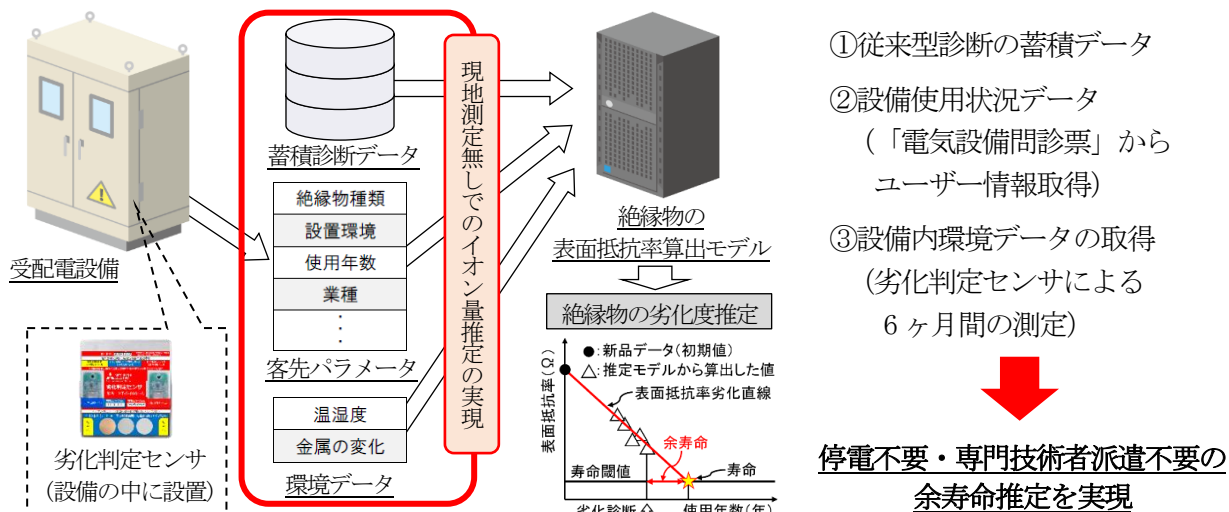 受配電設備
劣化判定センサ
劣化判定センサ
(設備の中に設置)
蓄積診断データ
絶縁物種類
設置環境
使用年数
業種
：
客先パラメータ
温湿度
金属の変化
環境データ
現地測定無しでのイオン量推定の実現
絶縁物の
表面抵抗率算出モデル
絶縁物の劣化度推定
表面抵抗率(Ω)
●:新品データ(初期値)
△:推定モデルから算出した値
表面抵抗率劣化直線
余寿命
寿命閾値
寿命
劣化診断
使用年数(年)
①従来型診断の蓄積データ
②設備使用状況データ
(「電気設備問診票」から
ユーザー情報取得)
③設備内環境データの取得
(劣化判定センサによる
6 ヶ月間の測定)
停電不要・専門技術者派遣不要の
余寿命推定を実現